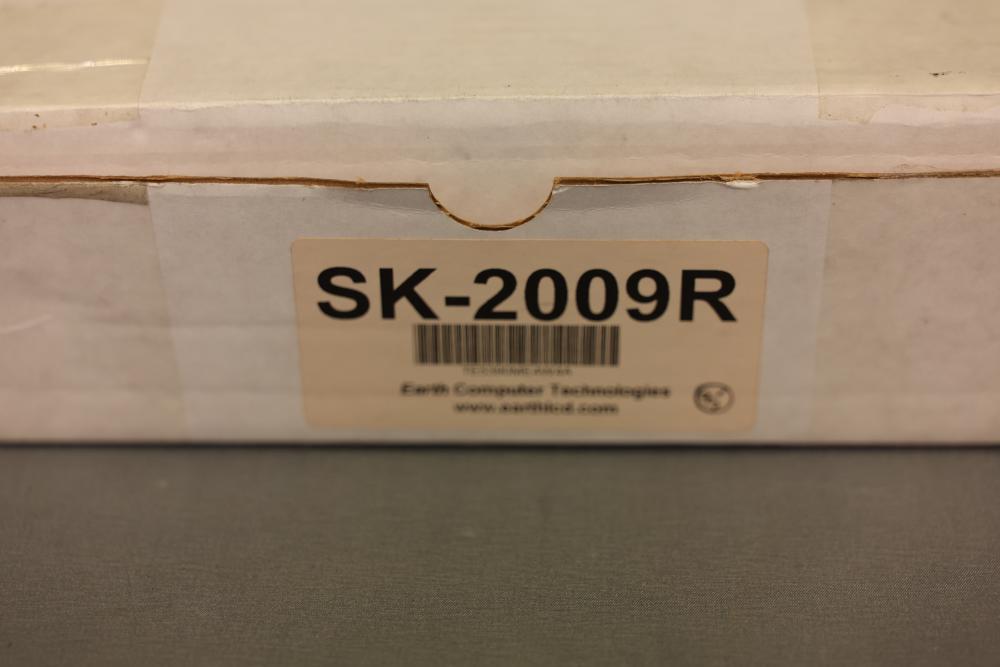 SK-2009R
Earth Computer Technologies
www.earthlcd.com